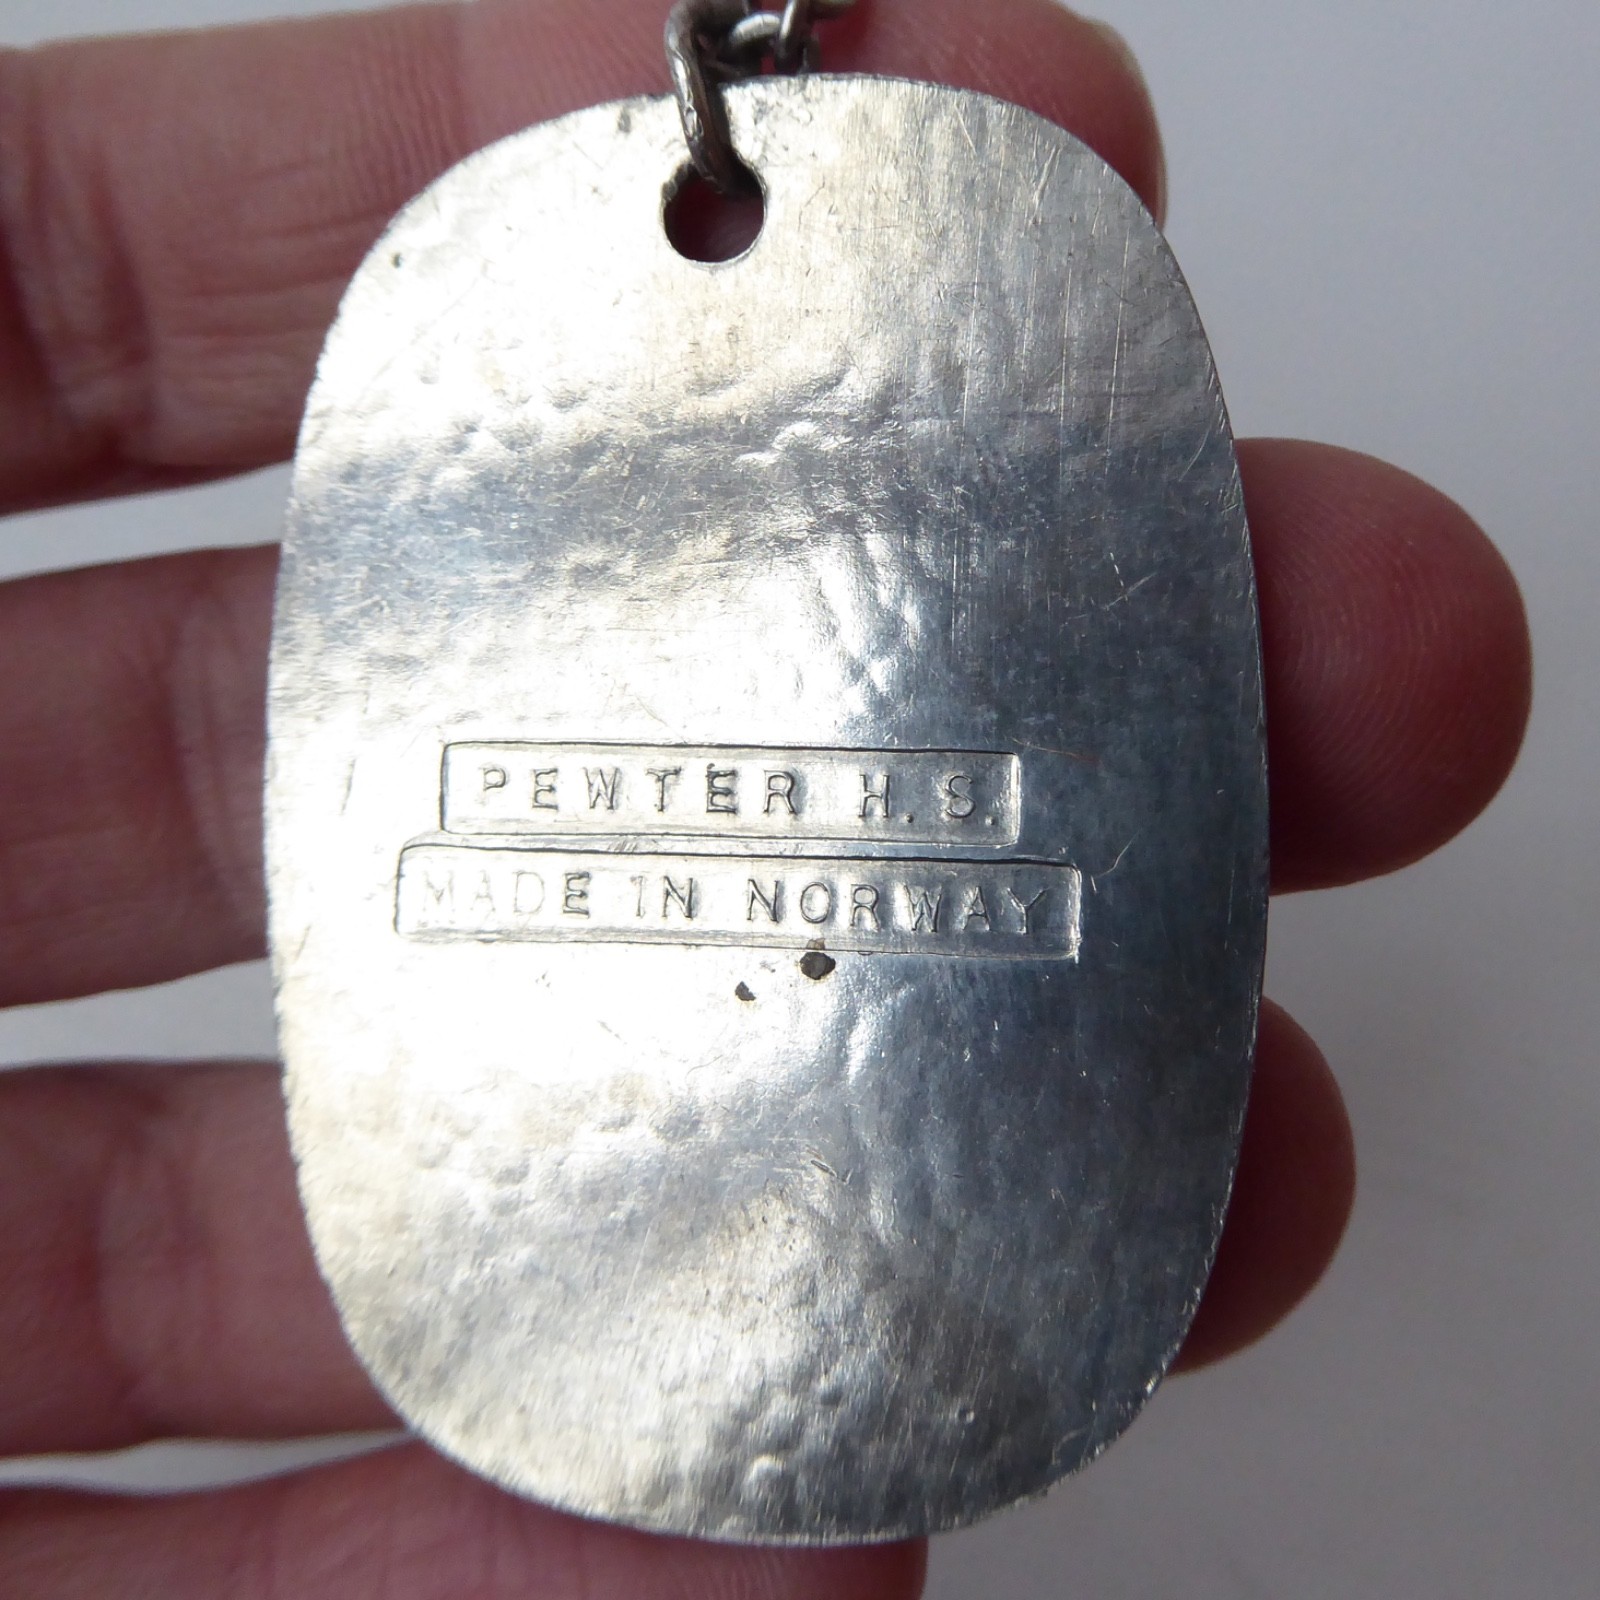 PEWTER H. S.
MADE IN NORWAY